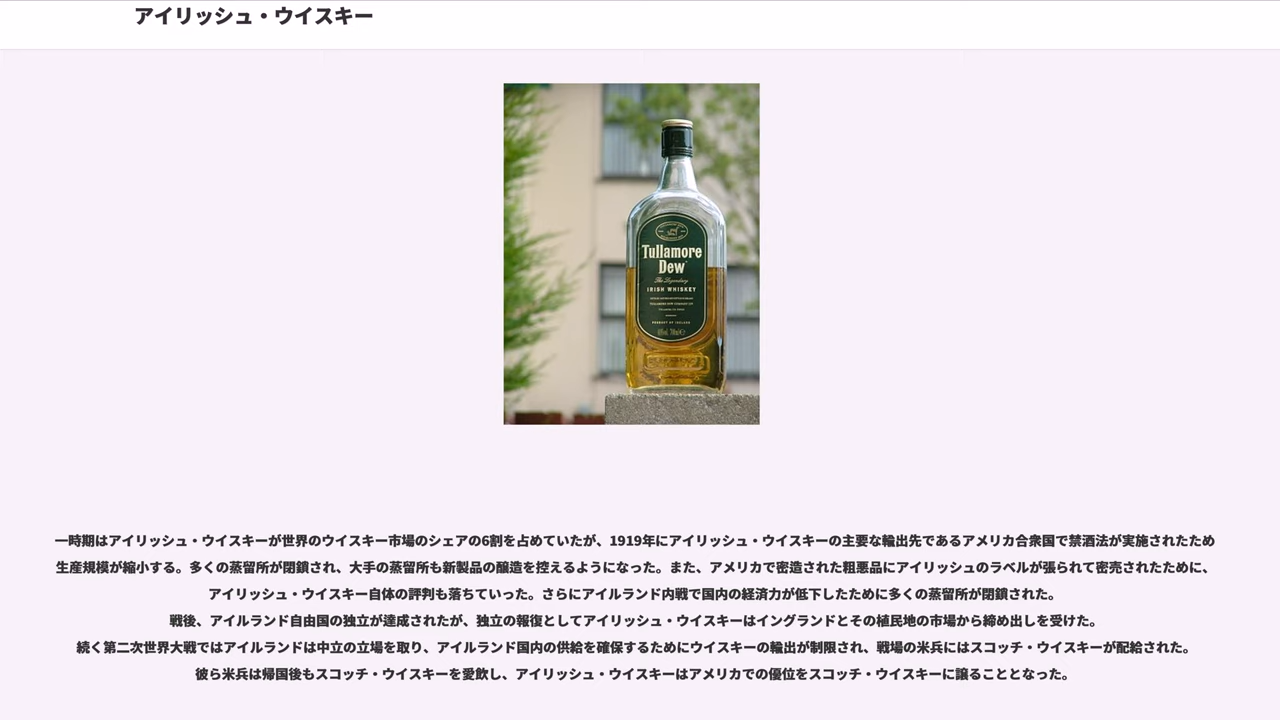 アイリッシュ・ウイスキー
Tullamore
Dew
The Legendary
IRISH WHISKEY
PRODUCT OF IRELAND
一時期はアイリッシュ・ウイスキーが世界のウイスキー市場のシェアの6割を占めていたが、1919年にアイリッシュ・ウイスキーの主要な輸出先であるアメリカ合衆国で禁酒法が実施されたため
生産規模が縮小する。多くの蒸留所が閉鎖され、大手の蒸留所も新製品の醸造を控えるようになった。また、アメリカで密造された粗悪品にアイリッシュのラベルが張られて密売されたために、
アイリッシュ・ウイスキー自体の評判も落ちていった。さらにアイルランド内戦で国内の経済力が低下したために多くの蒸留所が閉鎖された。
戦後、アイルランド自由国の独立が達成されたが、独立の報復としてアイリッシュ・ウイスキーはイングランドとその植民地の市場から締め出しを受けた。
続く第二次世界大戦ではアイルランドは中立の立場を取り、アイルランド国内の供給を確保するためにウイスキーの輸出が制限され、戦場の米兵にはスコッチ・ウイスキーが配給された。
彼ら米兵は帰国後もスコッチ・ウイスキーを愛飲し、アイリッシュ・ウイスキーはアメリカでの優位をスコッチ・ウイスキーに譲ることとなった。